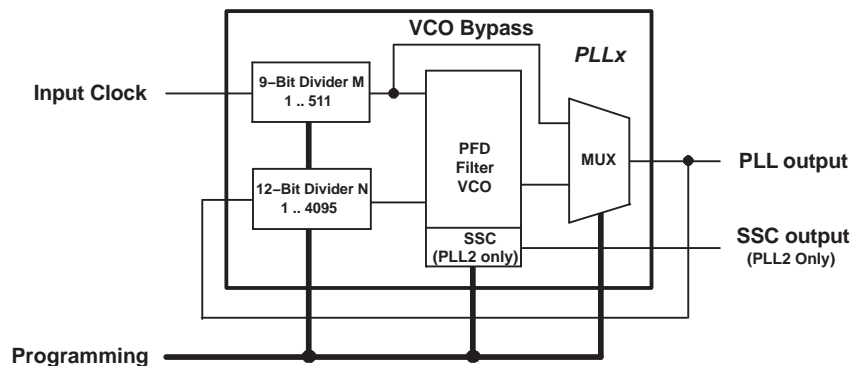 VCO Bypass
PLLx
Input Clock
9–Bit Divider M
1 .. 511
PFD
Filter
VCO
MUX
PLL output
12–Bit Divider N
1 .. 4095
SSC
(PLL2 only)
SSC output
(PLL2 Only)
Programming